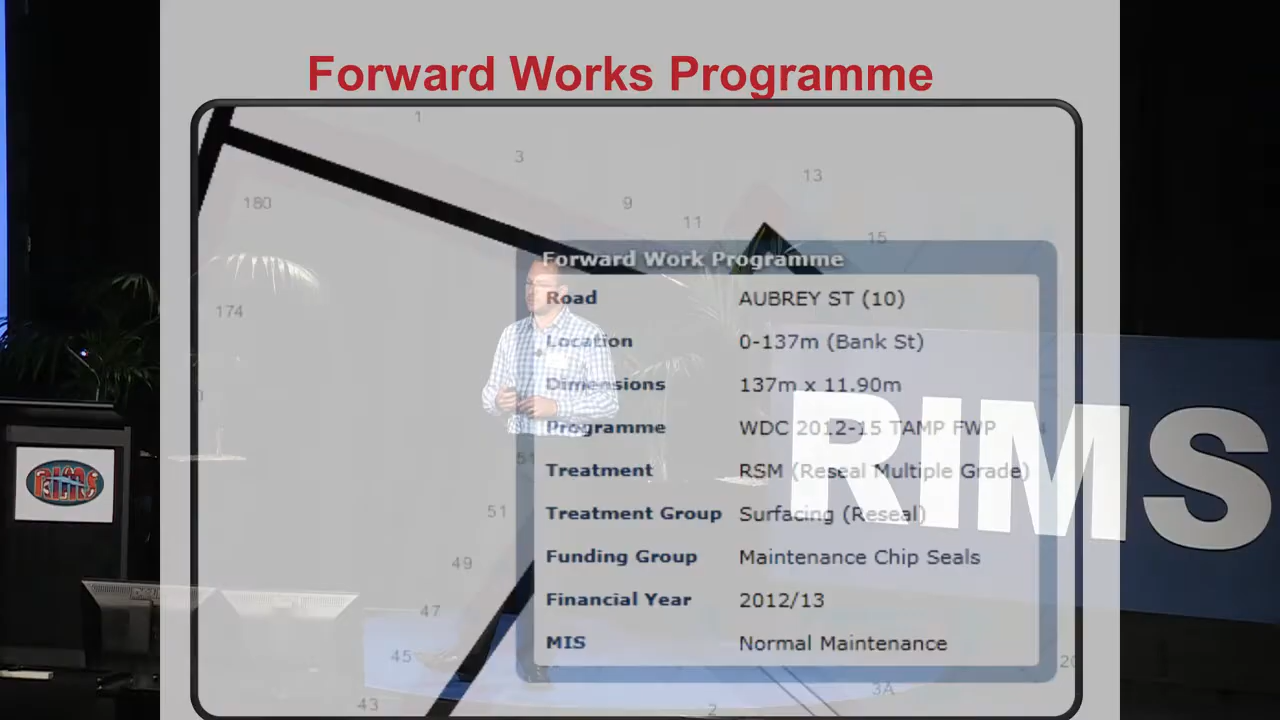 Forward Works Programme
1
3
13
180
9
11
15
Forward Work Programme
Road AUBREY ST (10)
174
Location 0-137m (Bank St)
Dimensions 137m x 11.90m
Programme WDC 2012-15 TAMP FWP
RIMS
Treatment RSM (Reseal Multiple Grade)
RIMS
51
Treatment Group Surfacing (Reseal)
49
Funding Group Maintenance Chip Seals
47
Financial Year 2012/13
45
MIS Normal Maintenance
43
2
3A